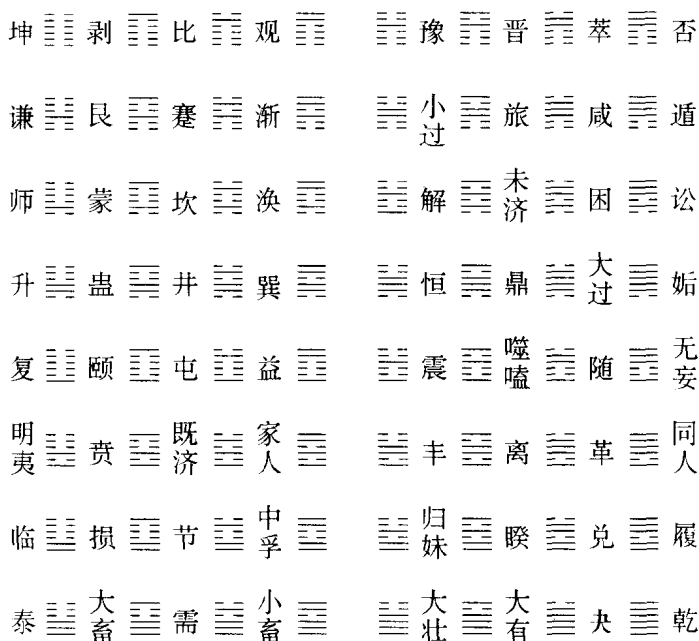 坤 剥 比 观 豫 晋 萃 否
谦 艮 蹇 渐 小过 旅 咸 遁
师 蒙 坎 涣 解 未济 困 讼
升 蛊 井 巽 恒 鼎 大过 姤
复 颐 屯 益 震 噬嗑 随 无妄
明夷 贲 既济 家人 丰 离 革 同人
临 损 节 中孚 归妹 睽 兑 履
泰 大畜 需 小畜 大壮 大有 夬 乾